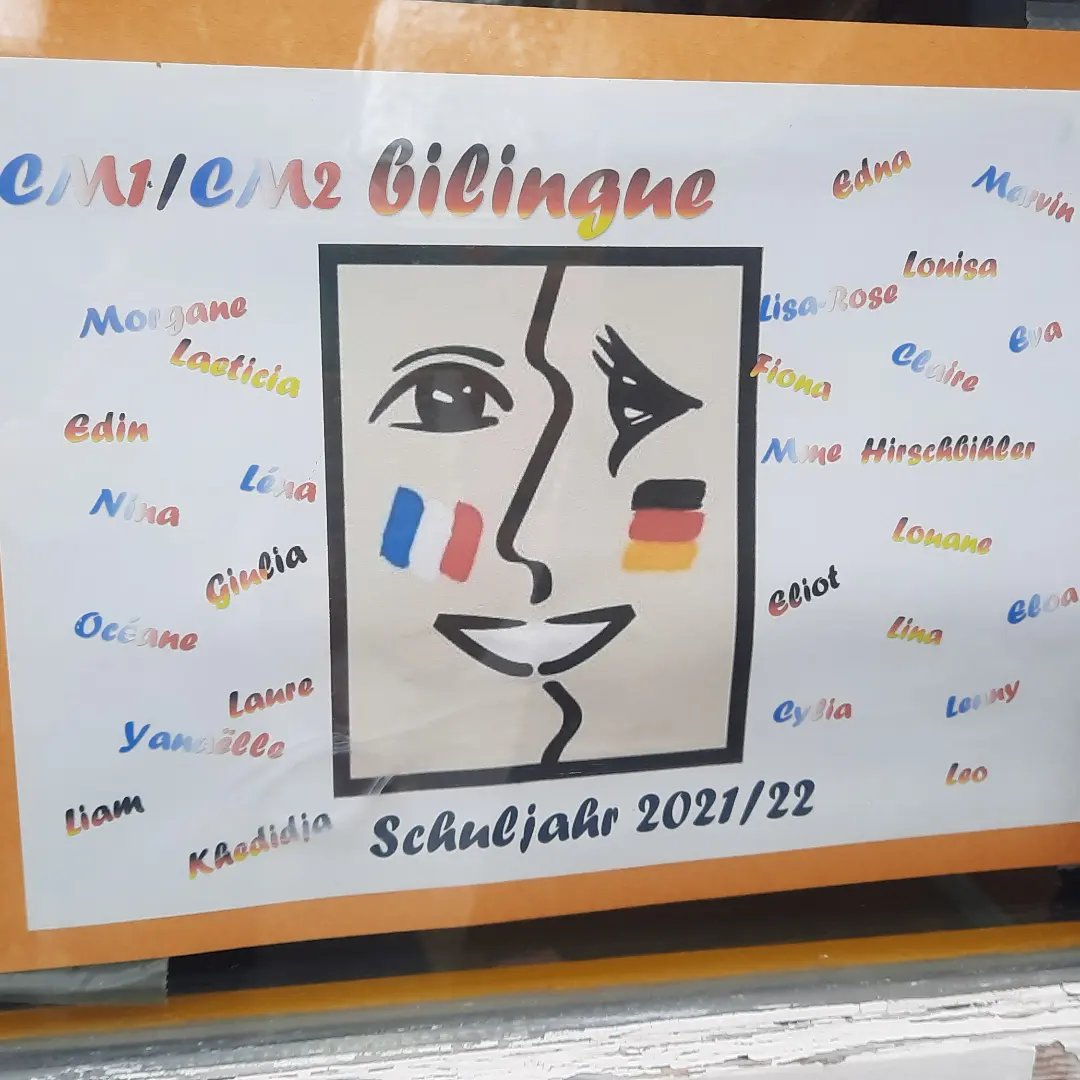 CM1/CM2 bilingue
Morgane
Laeticia
Edin
Léna
Nina
Giulia
Océane
Laure
Yanaëlle
Liam
Khedidja
Edna
Marvin
Louisa
Lisa-Rose
Eva
Claire
Fiona
Mme Hirschbihler
Louane
Eliot
Eloa
Lina
Cylia
Lenny
Leo
Schuljahr 2021/22